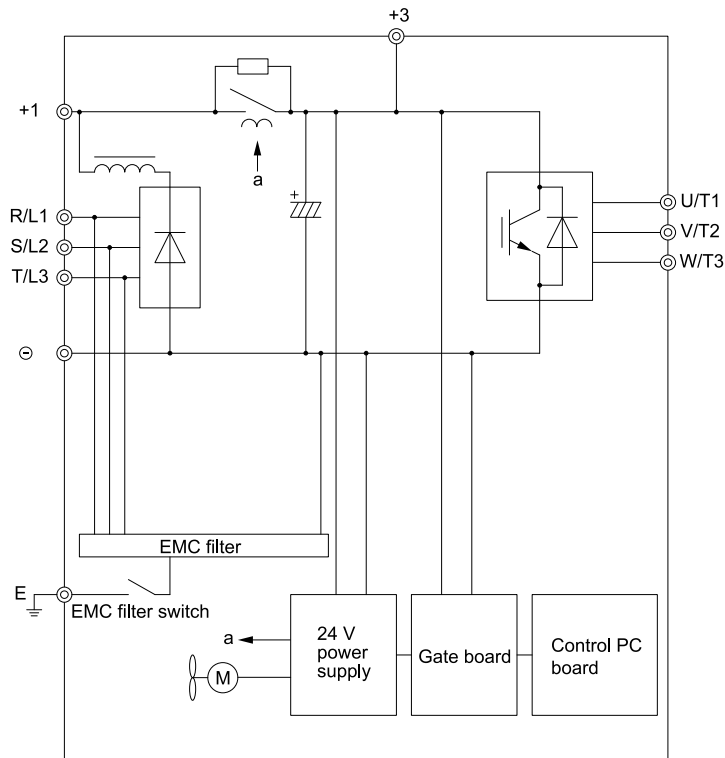 +3
+1
a
+
R/L1
S/L2
T/L3
U/T1
V/T2
W/T3
⊖
EMC filter
E
EMC filter switch
a
M
24 V
power
supply
Gate board
Control PC
board